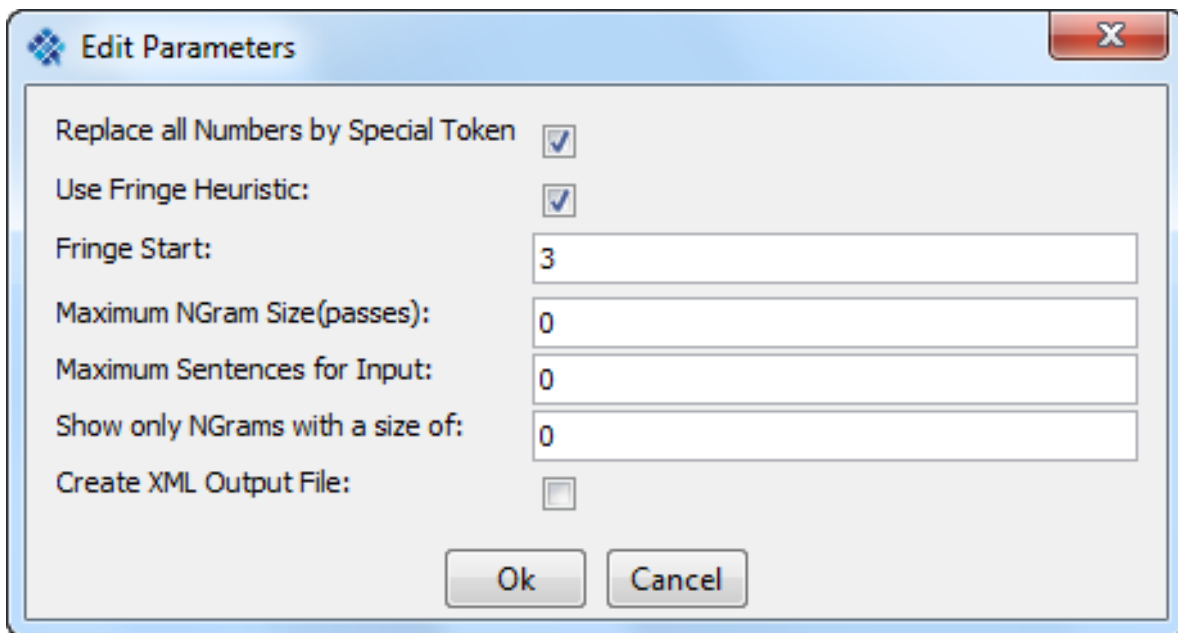 Edit Parameters
Replace all Numbers by Special Token
Use Fringe Heuristic:
Fringe Start: 3
Maximum NGram Size(passes): 0
Maximum Sentences for Input: 0
Show only NGrams with a size of: 0
Create XML Output File:
Ok Cancel